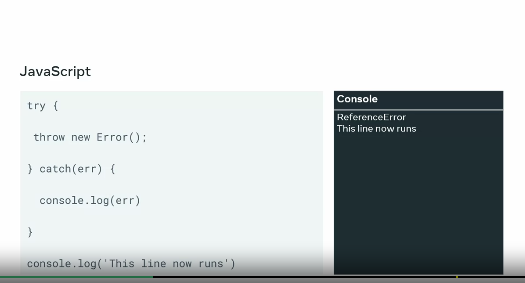 JavaScript
try {
throw new Error();
} catch(err) {
console.log(err)
}
console.log('This line now runs')
Console
ReferenceError
This line now runs